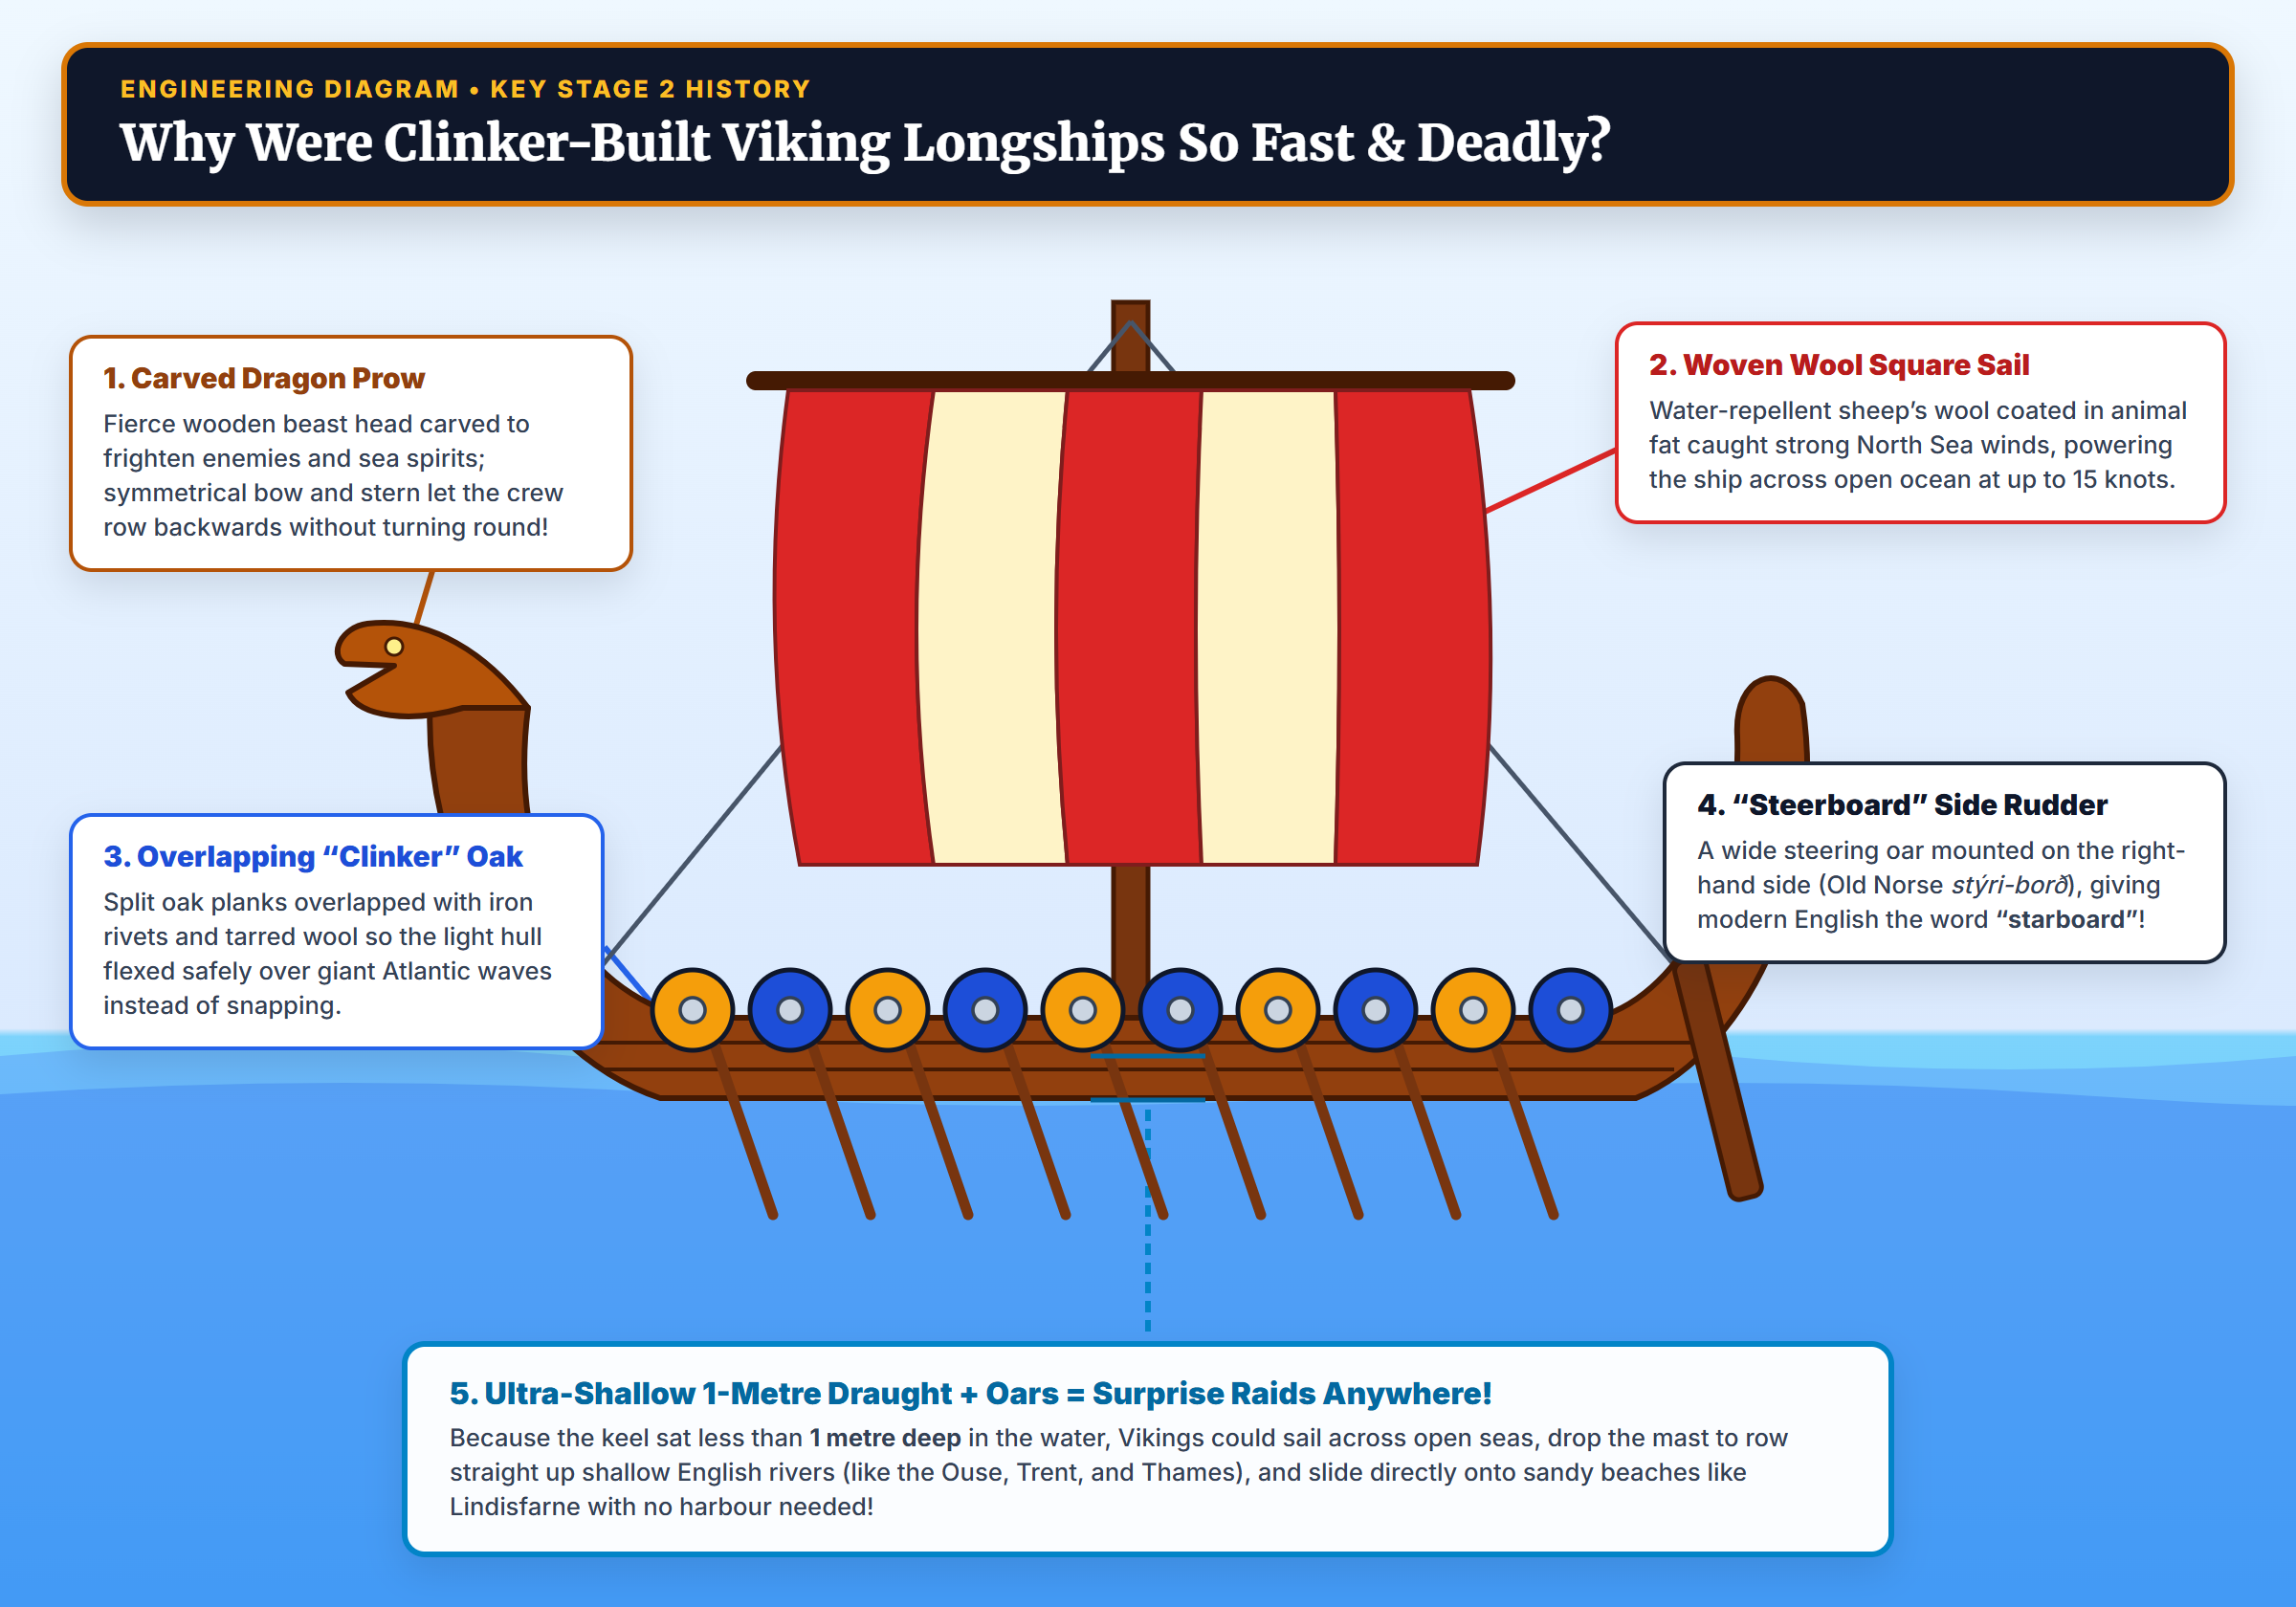 ENGINEERING DIAGRAM • KEY STAGE 2 HISTORY
Why Were Clinker-Built Viking Longships So Fast & Deadly?
1. Carved Dragon Prow
Fierce wooden beast head carved to
frighten enemies and sea spirits;
symmetrical bow and stern let the crew
row backwards without turning round!
2. Woven Wool Square Sail
Water-repellent sheep’s wool coated in animal
fat caught strong North Sea winds, powering
the ship across open ocean at up to 15 knots.
3. Overlapping “Clinker” Oak
Split oak planks overlapped with iron
rivets and tarred wool so the light hull
flexed safely over giant Atlantic waves
instead of snapping.
4. “Steerboard” Side Rudder
A wide steering oar mounted on the right-
hand side (Old Norse stýri-borð), giving
modern English the word “starboard”!
5. Ultra-Shallow 1-Metre Draught + Oars = Surprise Raids Anywhere!
Because the keel sat less than 1 metre deep in the water, Vikings could sail across open seas, drop the mast to row
straight up shallow English rivers (like the Ouse, Trent, and Thames), and slide directly onto sandy beaches like
Lindisfarne with no harbour needed!